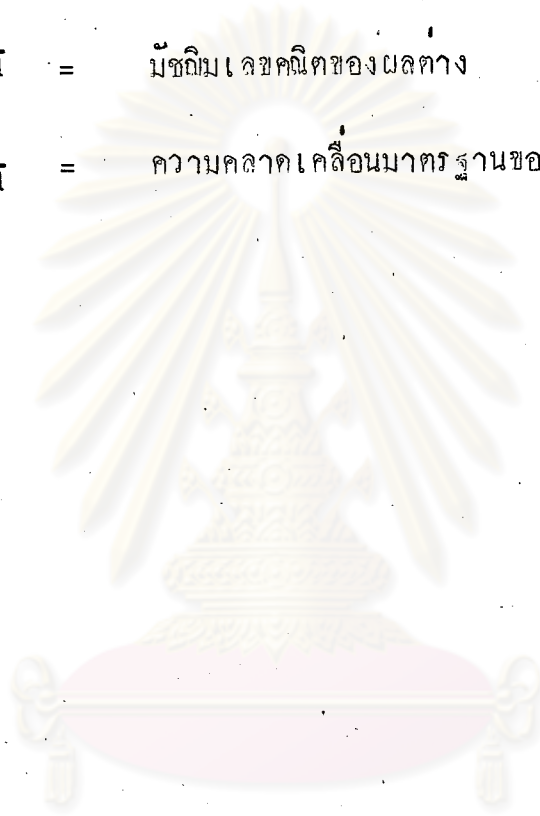 = มัชฌิมเลขคณิตของผลต่าง
= ความคลาดเคลื่อนมาตรฐานขอ